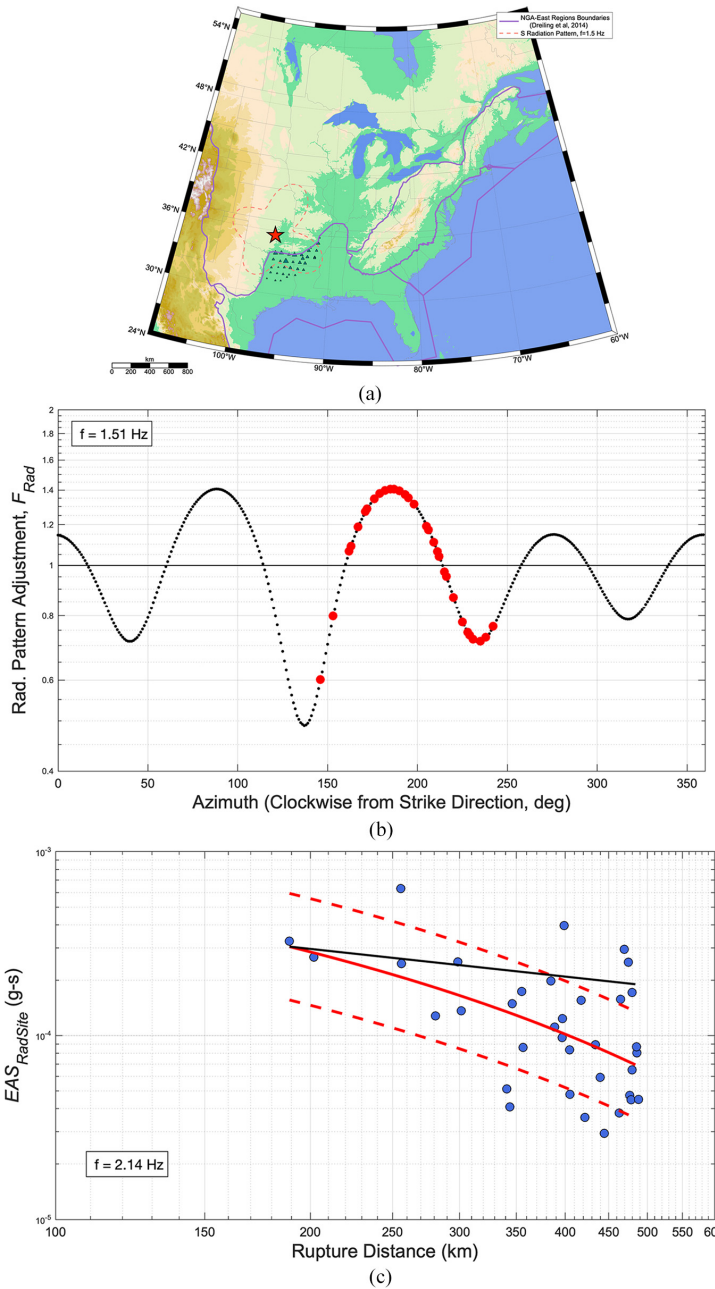 54°N
NGA-East Regions Boundaries
(Dreiling et al, 2014)
S Radiation Pattern, f=1.5 Hz
48°N
42°N
36°N
30°N
24°N
100°W
90°W
80°W
70°W
60°W
km
0 200 400 600 800
(a)
2
1.8
1.6
1.4
1.2
1
0.8
0.6
0.4
f = 1.51 Hz
Rad. Pattern Adjustment, F_Rad
0 50 100 150 200 250 300 350
Azimuth (Clockwise from Strike Direction, deg)
(b)
10⁻³
10⁻⁴
10⁻⁵
EAS_RadSite (g-s)
f = 2.14 Hz
100 150 200 250 300 350 400 450 500 550 60
Rupture Distance (km)
(c)